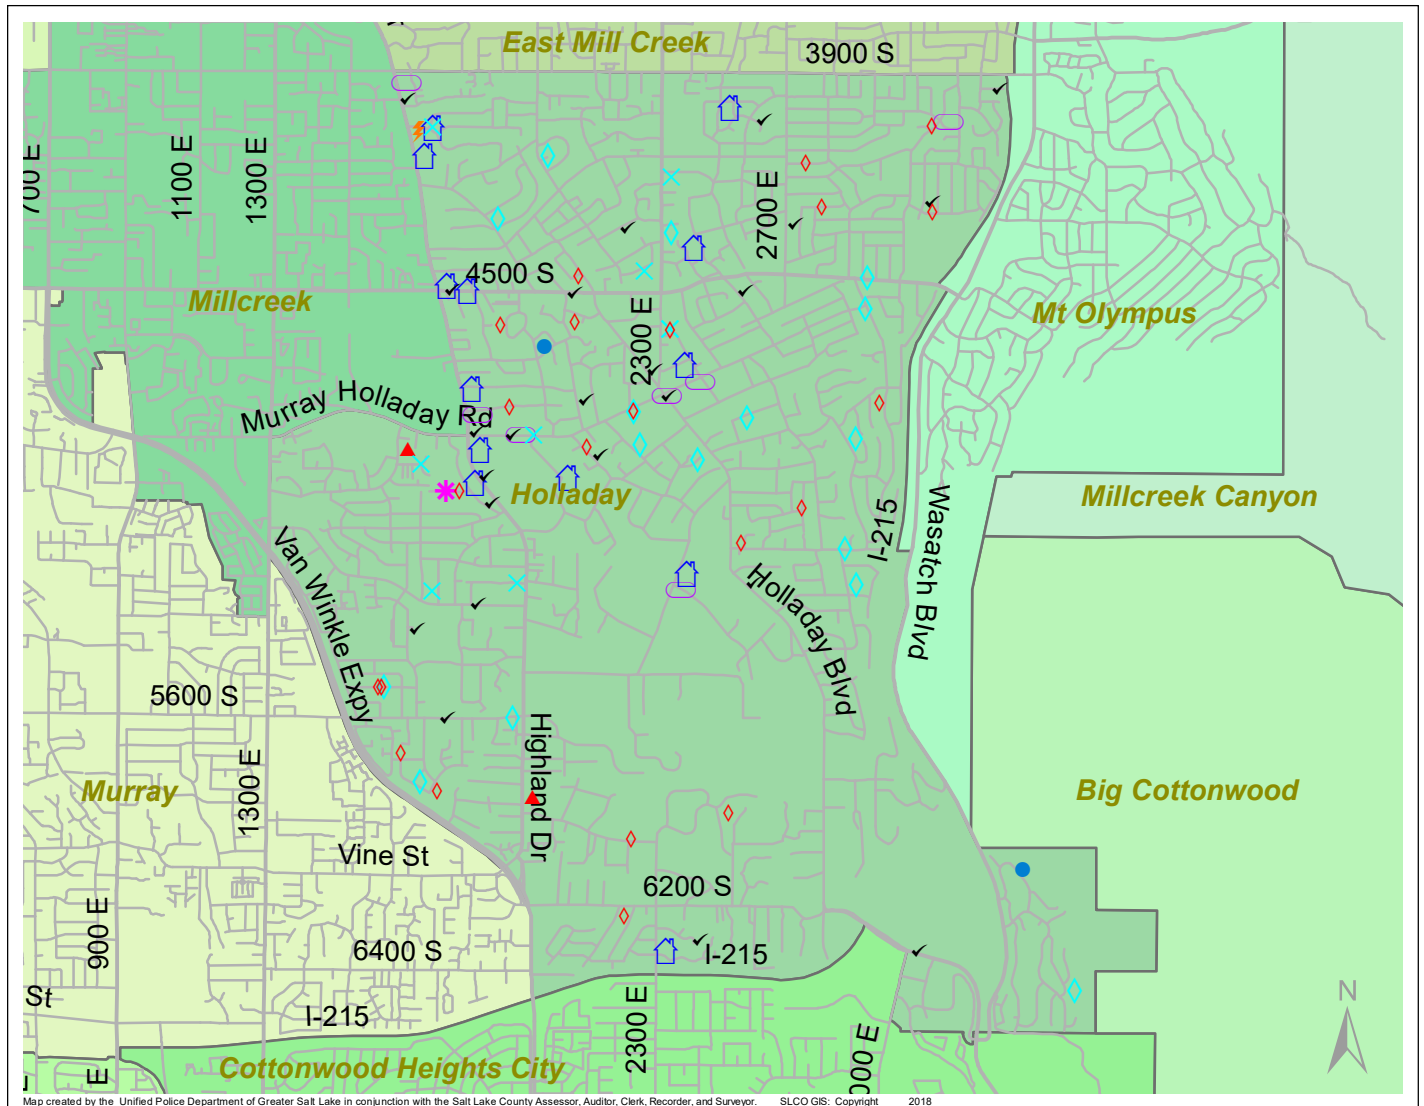 East Mill Creek
3900 S
700 E
1100 E
1300 E
2700 E
4500 S
Millcreek
Mt Olympus
2300 E
Murray Holladay Rd
Holladay
Millcreek Canyon
I-215
Wasatch Blvd
Van Winkle Expy
Holladay Blvd
5600 S
Highland Dr
1300 E
Murray
Big Cottonwood
Vine St
6200 S
900 E
6400 S
I-215
St
I-215
N
2300 E
000 E
Cottonwood Heights City
E
Map created by the Unified Police Department of Greater Salt Lake in conjunction with the Salt Lake County Assessor, Auditor, Clerk, Recorder, and Surveyor. SLCO GIS: Copyright 2018